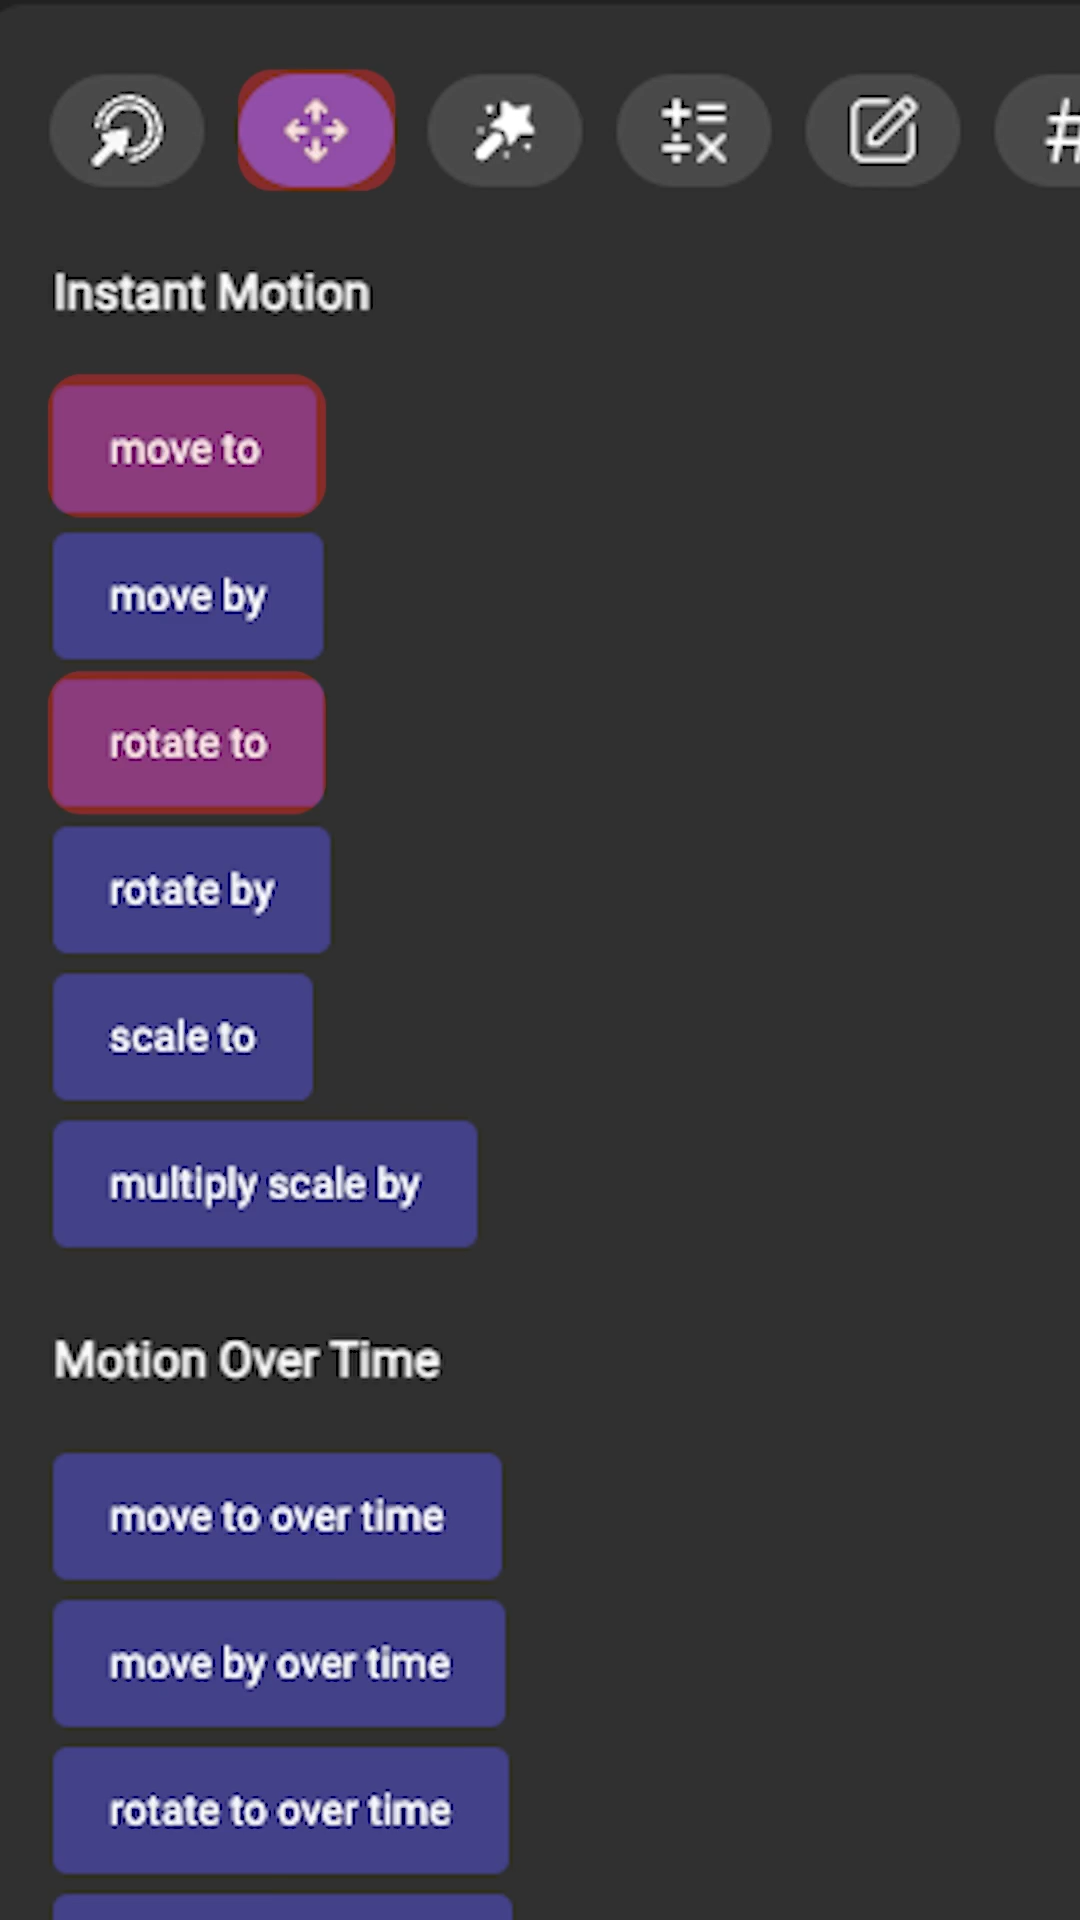 #
Instant Motion
move to
move by
rotate to
rotate by
scale to
multiply scale by
Motion Over Time
move to over time
move by over time
rotate to over time